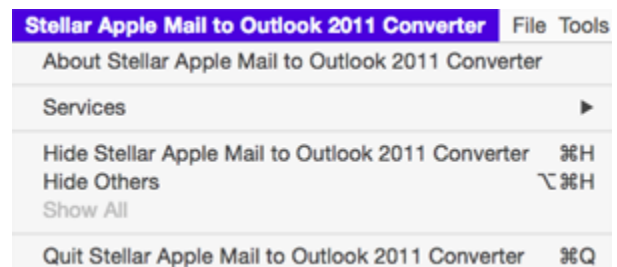 Stellar Apple Mail to Outlook 2011 Converter File Tools
About Stellar Apple Mail to Outlook 2011 Converter
Services ▶
Hide Stellar Apple Mail to Outlook 2011 Converter ⌘H
Hide Others ⌥⌘H
Show All
Quit Stellar Apple Mail to Outlook 2011 Converter ⌘Q